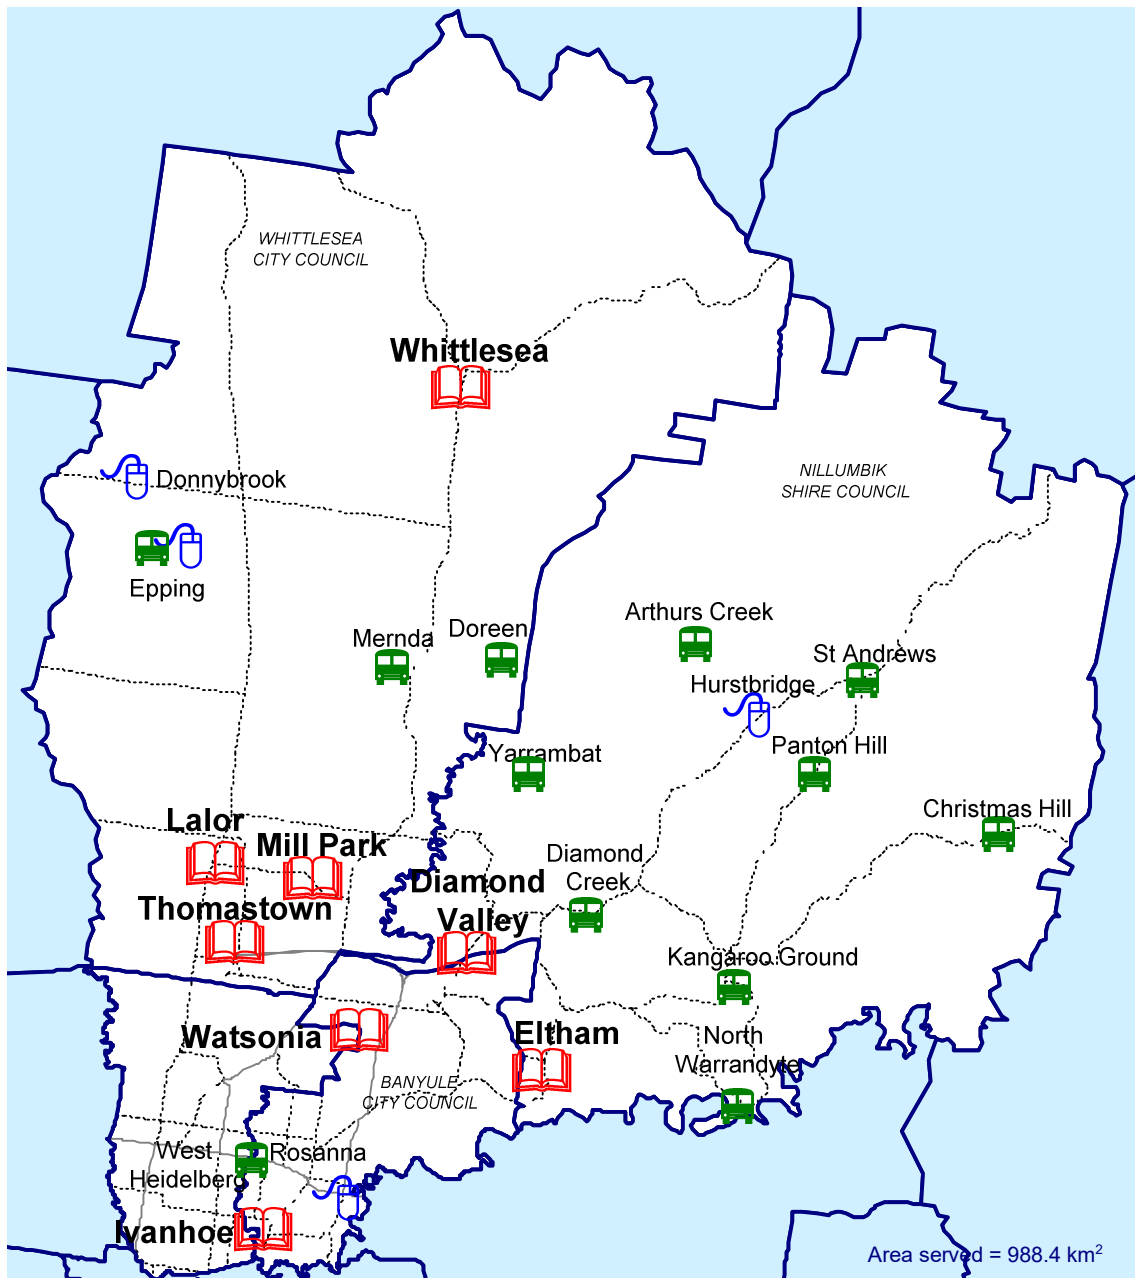 WHITTLESEA
CITY COUNCIL
Whittlesea
NILLUMBIK
SHIRE COUNCIL
Donnybrook
Epping
Arthurs Creek
Mernda
Doreen
St Andrews
Hurstbridge
Panton Hill
Yarrambat
Christmas Hill
Lalor
Mill Park
Diamond
Creek
Diamond
Valley
Thomastown
Kangaroo Ground
Watsonia
Eltham
North
Warrandyte
BANYULE
CITY COUNCIL
West
Heidelberg
Rosanna
Ivanhoe
Area served = 988.4 km²